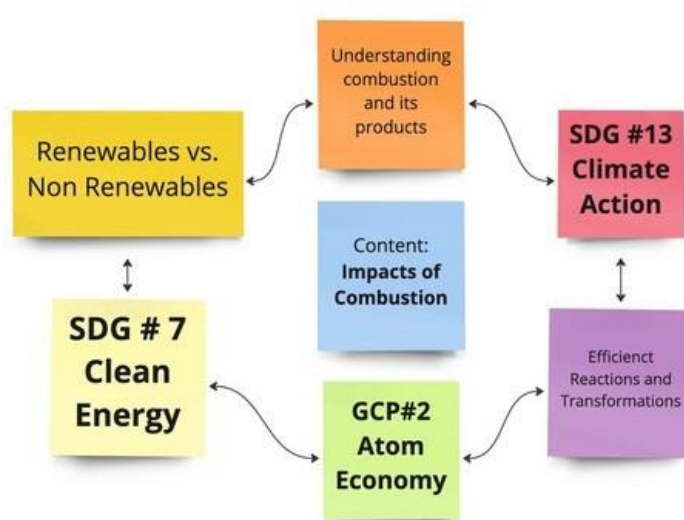 Understanding
combustion
and its
products
Renewables vs.
Non Renewables
SDG #13
Climate
Action
Content:
Impacts of
Combustion
SDG # 7
Clean
Energy
Efficienct
Reactions and
Transformations
GCP#2
Atom
Economy